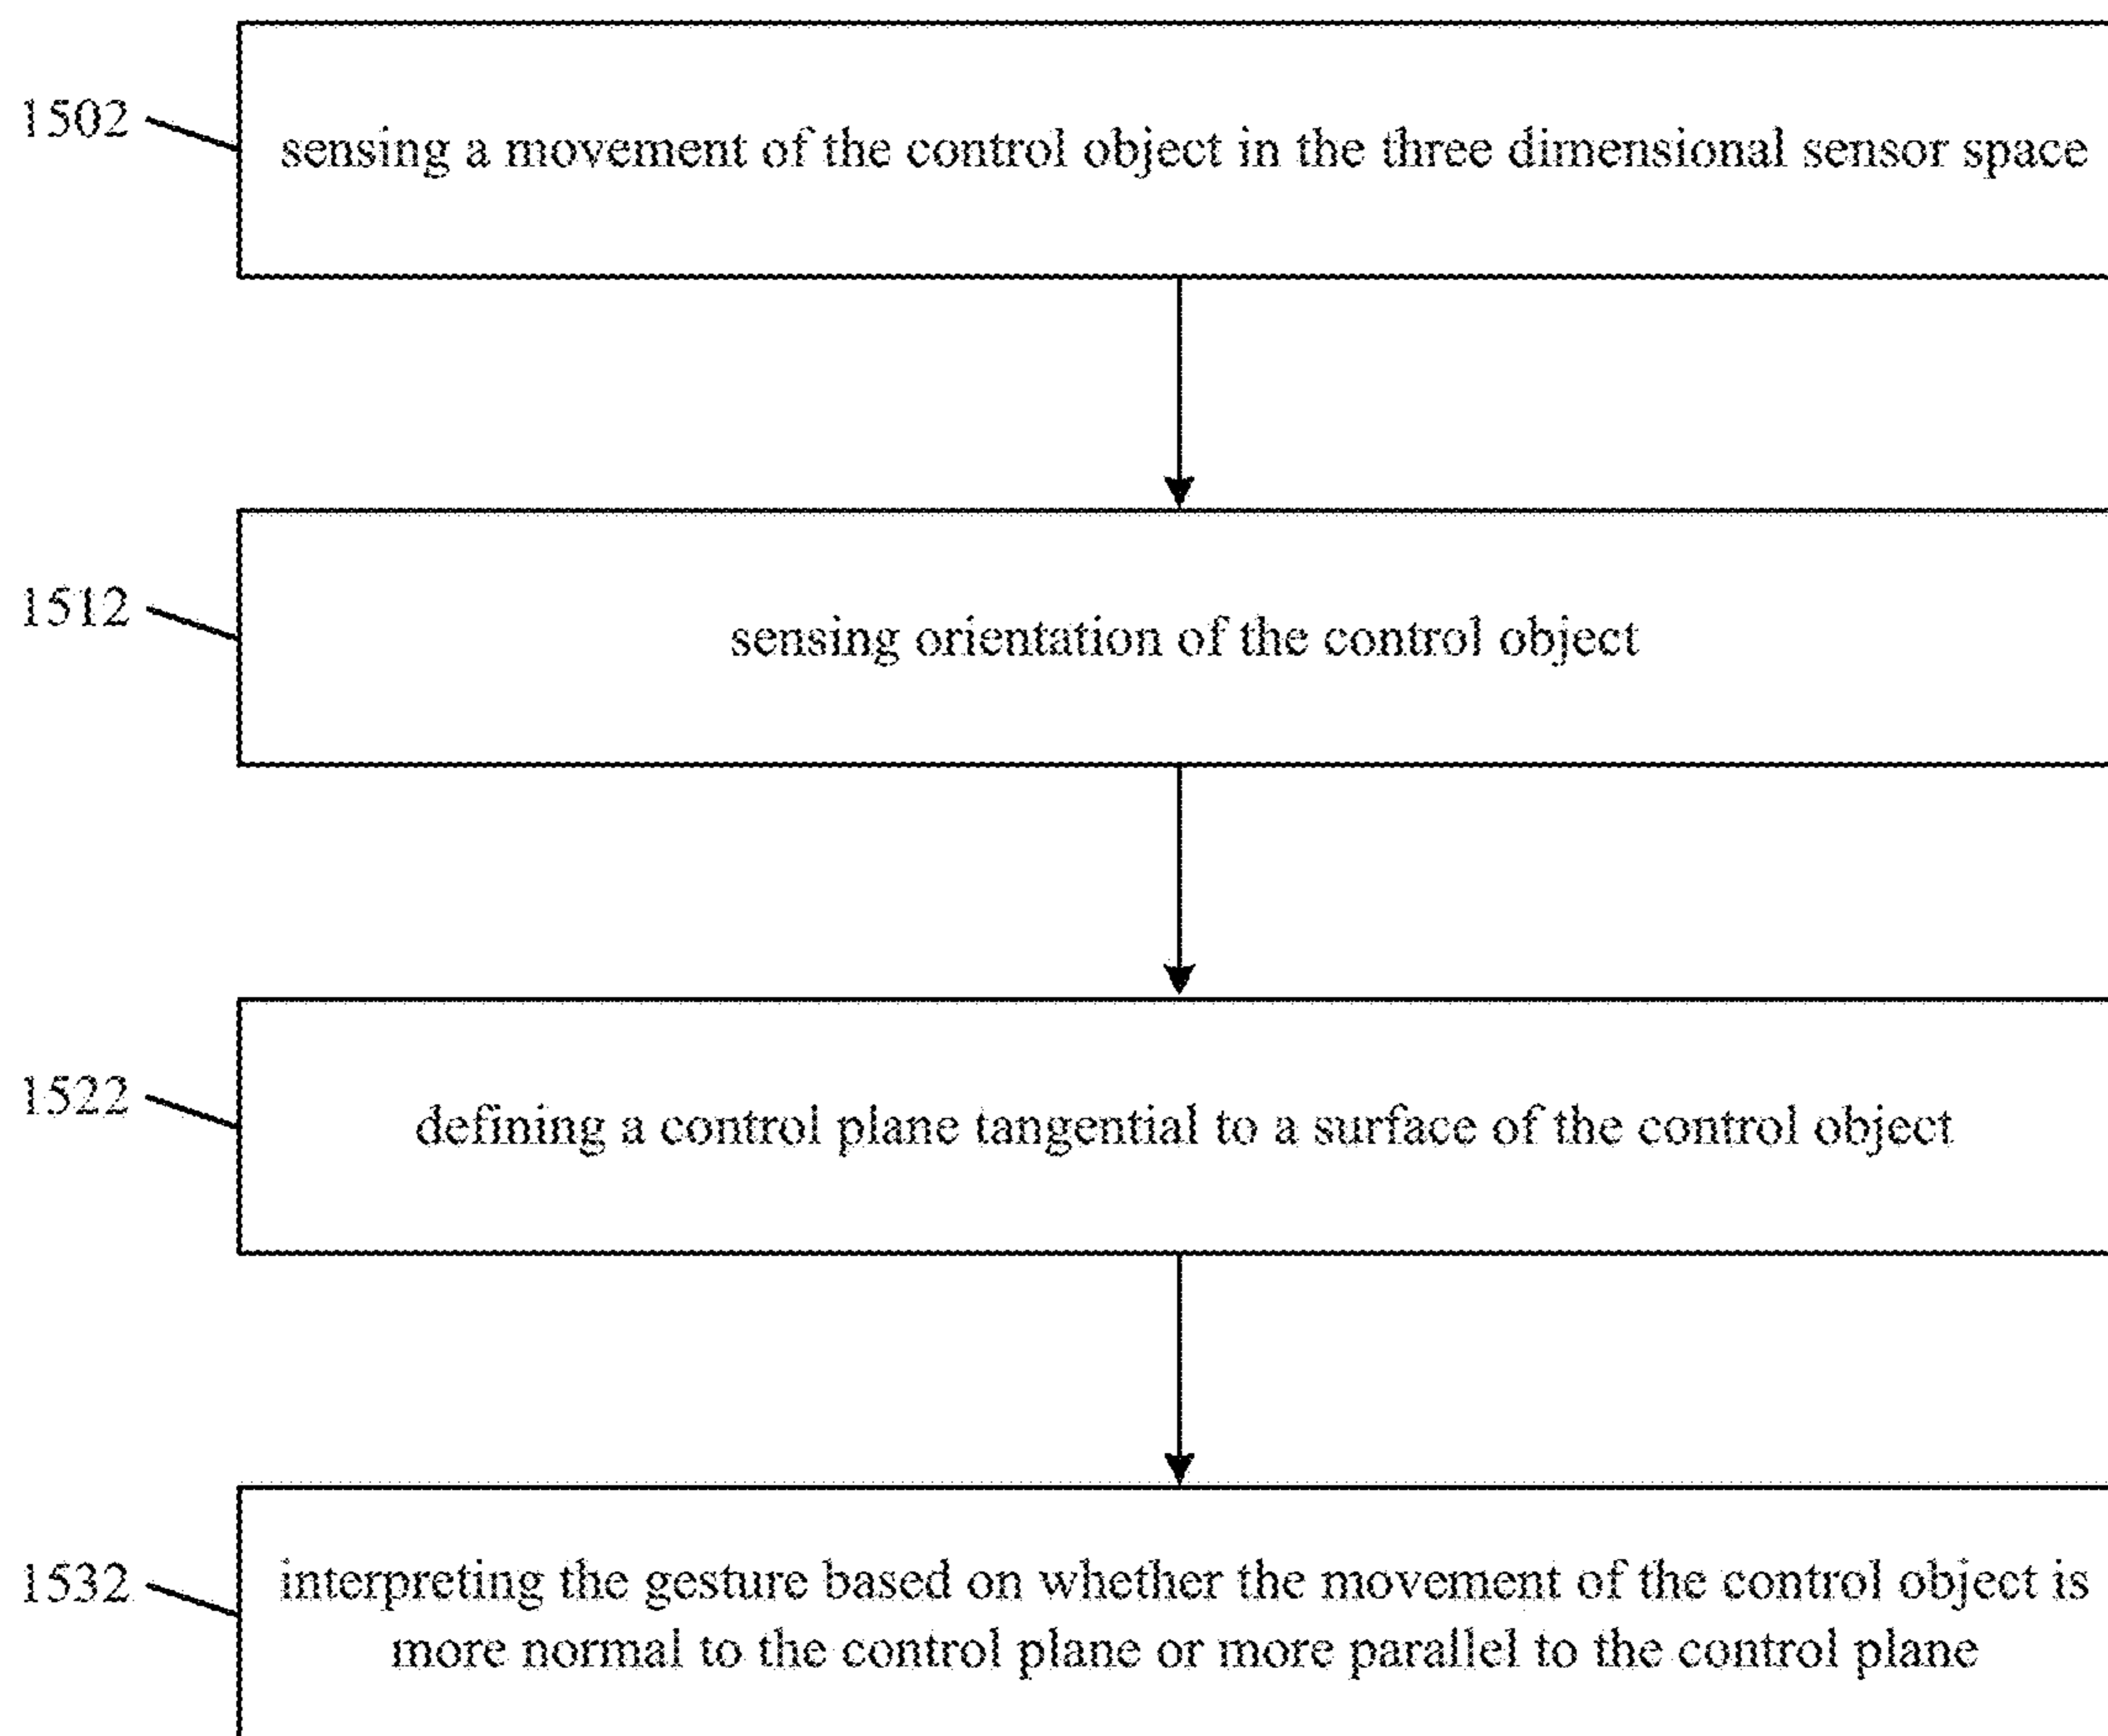 1502
sensing a movement of the control object in the three dimensional sensor space
1512
sensing orientation of the control object
1522
defining a control plane tangential to a surface of the control object
1532
interpreting the gesture based on whether the movement of the control object is
more normal to the control plane or more parallel to the control plane